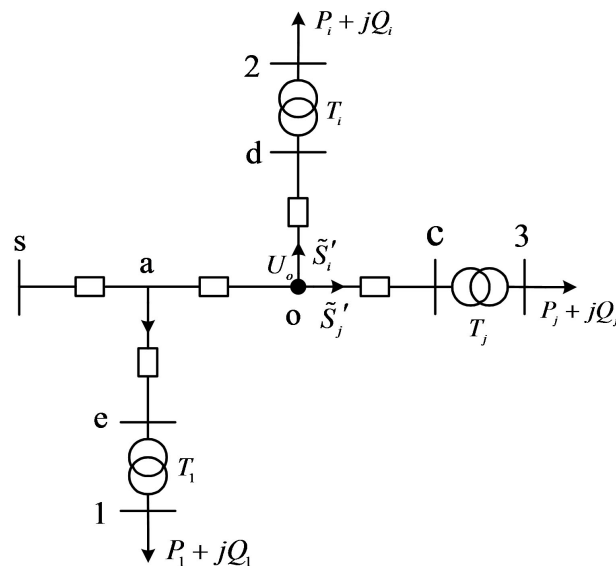 P_i + jQ_i
2
T_i
d
s
a
U_o
S̃_i′
c
3
o
S̃_j′
T_j
P_j + jQ_j
e
T_1
1
P_1 + jQ_1